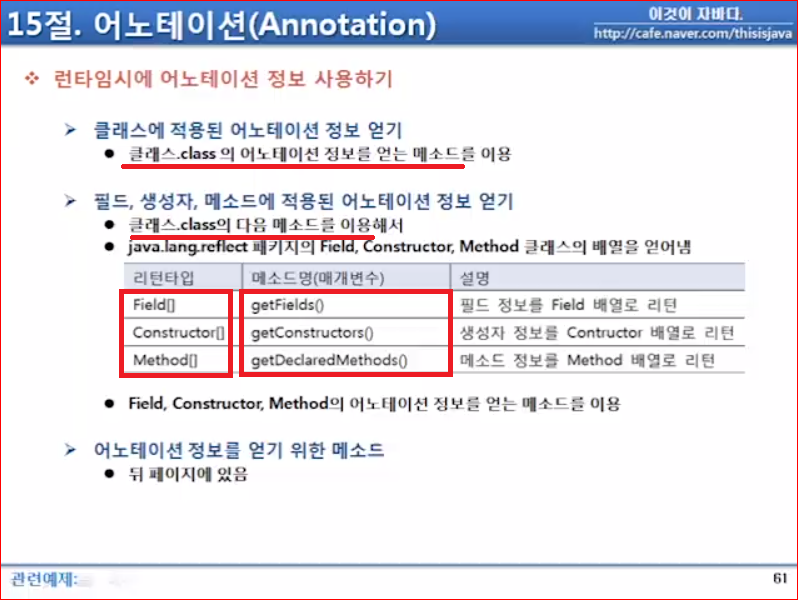 15절. 어노테이션(Annotation)
이것이 자바다.
http://cafe.naver.com/thisisjava
런타임시에 어노테이션 정보 사용하기
클래스에 적용된 어노테이션 정보 얻기
클래스.class 의 어노테이션 정보를 얻는 메소드를 이용
필드, 생성자, 메소드에 적용된 어노테이션 정보 얻기
클래스.class의 다음 메소드를 이용해서
java.lang.reflect 패키지의 Field, Constructor, Method 클래스의 배열을 얻어냄
리턴타입 메소드명(매개변수) 설명
Field[] getFields() 필드 정보를 Field 배열로 리턴
Constructor[] getConstructors() 생성자 정보를 Contructor 배열로 리턴
Method[] getDeclaredMethods() 메소드 정보를 Method 배열로 리턴
Field, Constructor, Method의 어노테이션 정보를 얻는 메소드를 이용
어노테이션 정보를 얻기 위한 메소드
뒤 페이지에 있음
관련예제:
61